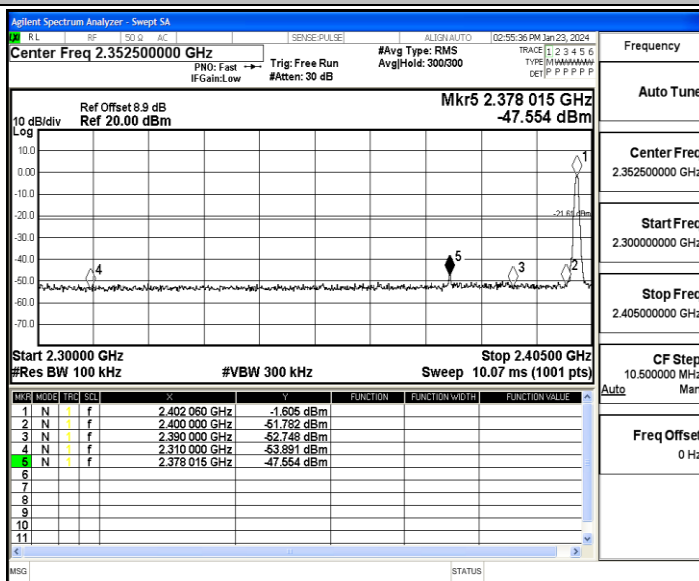 Agilent Spectrum Analyzer - Swept SA
RL RF 50 Ω AC SENSE:PULSE ALIGN AUTO 02:55:36 PM Jan 23, 2024
Center Freq 2.352500000 GHz
PNO: Fast
IFGain:Low
Trig: Free Run
#Atten: 30 dB
#Avg Type: RMS
Avg|Hold: 300/300
TRACE 1 2 3 4 5 6
TYPE M
DET P P P P P P
Frequency
Auto Tune
Center Freq
2.352500000 GHz
Start Freq
2.300000000 GHz
Stop Freq
2.405000000 GHz
CF Step
10.500000 MHz
Auto Man
Freq Offset
0 Hz
Mkr5 2.378 015 GHz
-47.554 dBm
Ref Offset 8.9 dB
10 dB/div Ref 20.00 dBm
Log
10.0
0.00
-10.0
-20.0
-30.0
-40.0
-50.0
-60.0
-70.0
1
-21.61 dBm
5
4
3
2
Start 2.30000 GHz Stop 2.40500 GHz
#Res BW 100 kHz #VBW 300 kHz Sweep 10.07 ms (1001 pts)
MKR MODE TRC SCL X Y FUNCTION FUNCTION WIDTH FUNCTION VALUE
1 N 1 f 2.402 060 GHz -1.605 dBm
2 N 1 f 2.400 000 GHz -51.782 dBm
3 N 1 f 2.390 000 GHz -52.748 dBm
4 N 1 f 2.310 000 GHz -53.891 dBm
5 N 1 f 2.378 015 GHz -47.554 dBm
6
7
8
9
10
11
MSG STATUS